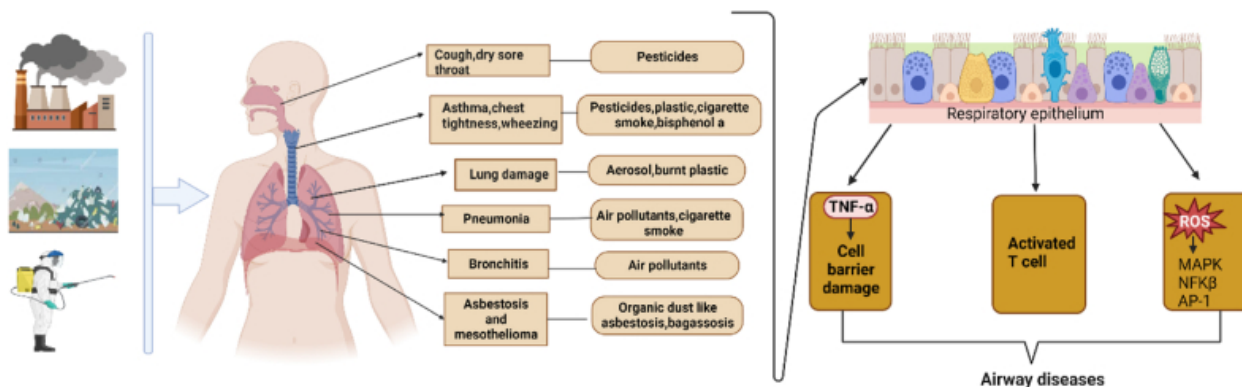 Cough,dry sore
throat
Pesticides
Asthma,chest
tightness,wheezing
Pesticides,plastic,cigarette
smoke,bisphenol a
Lung damage
Aerosol,burnt plastic
Pneumonia
Air pollutants,cigarette
smoke
Bronchitis
Air pollutants
Asbestosis
and
mesothelioma
Organic dust like
asbestosis,bagassosis
Respiratory epithelium
TNF-α
Cell
barrier
damage
Activated
T cell
ROS
MAPK
NFKβ
AP-1
Airway diseases